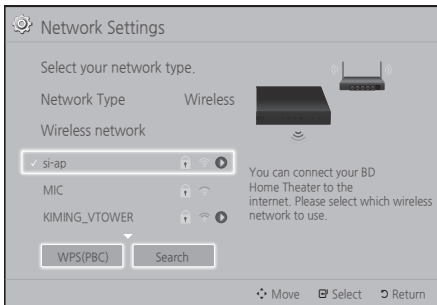 Network Settings
Select your network type.
Network Type Wireless
Wireless network
si-ap
MIC
KIMING_VTOWER
WPS(PBC) Search
You can connect your BD
Home Theater to the
internet. Please select which wireless
network to use.
Move Select Return